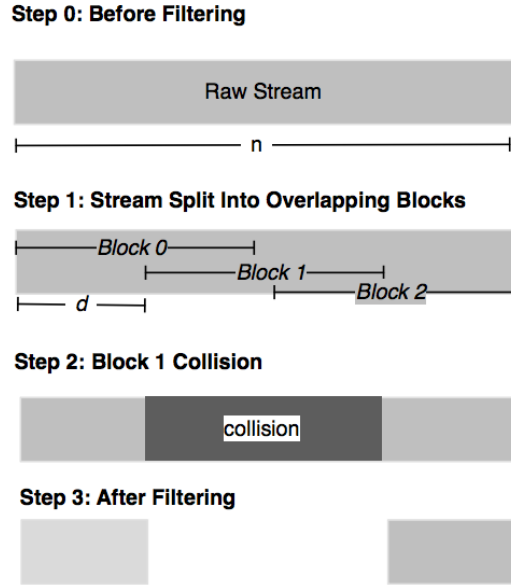 Step 0: Before Filtering
Raw Stream
n
Step 1: Stream Split Into Overlapping Blocks
Block 0
Block 1
Block 2
d
Step 2: Block 1 Collision
collision
Step 3: After Filtering